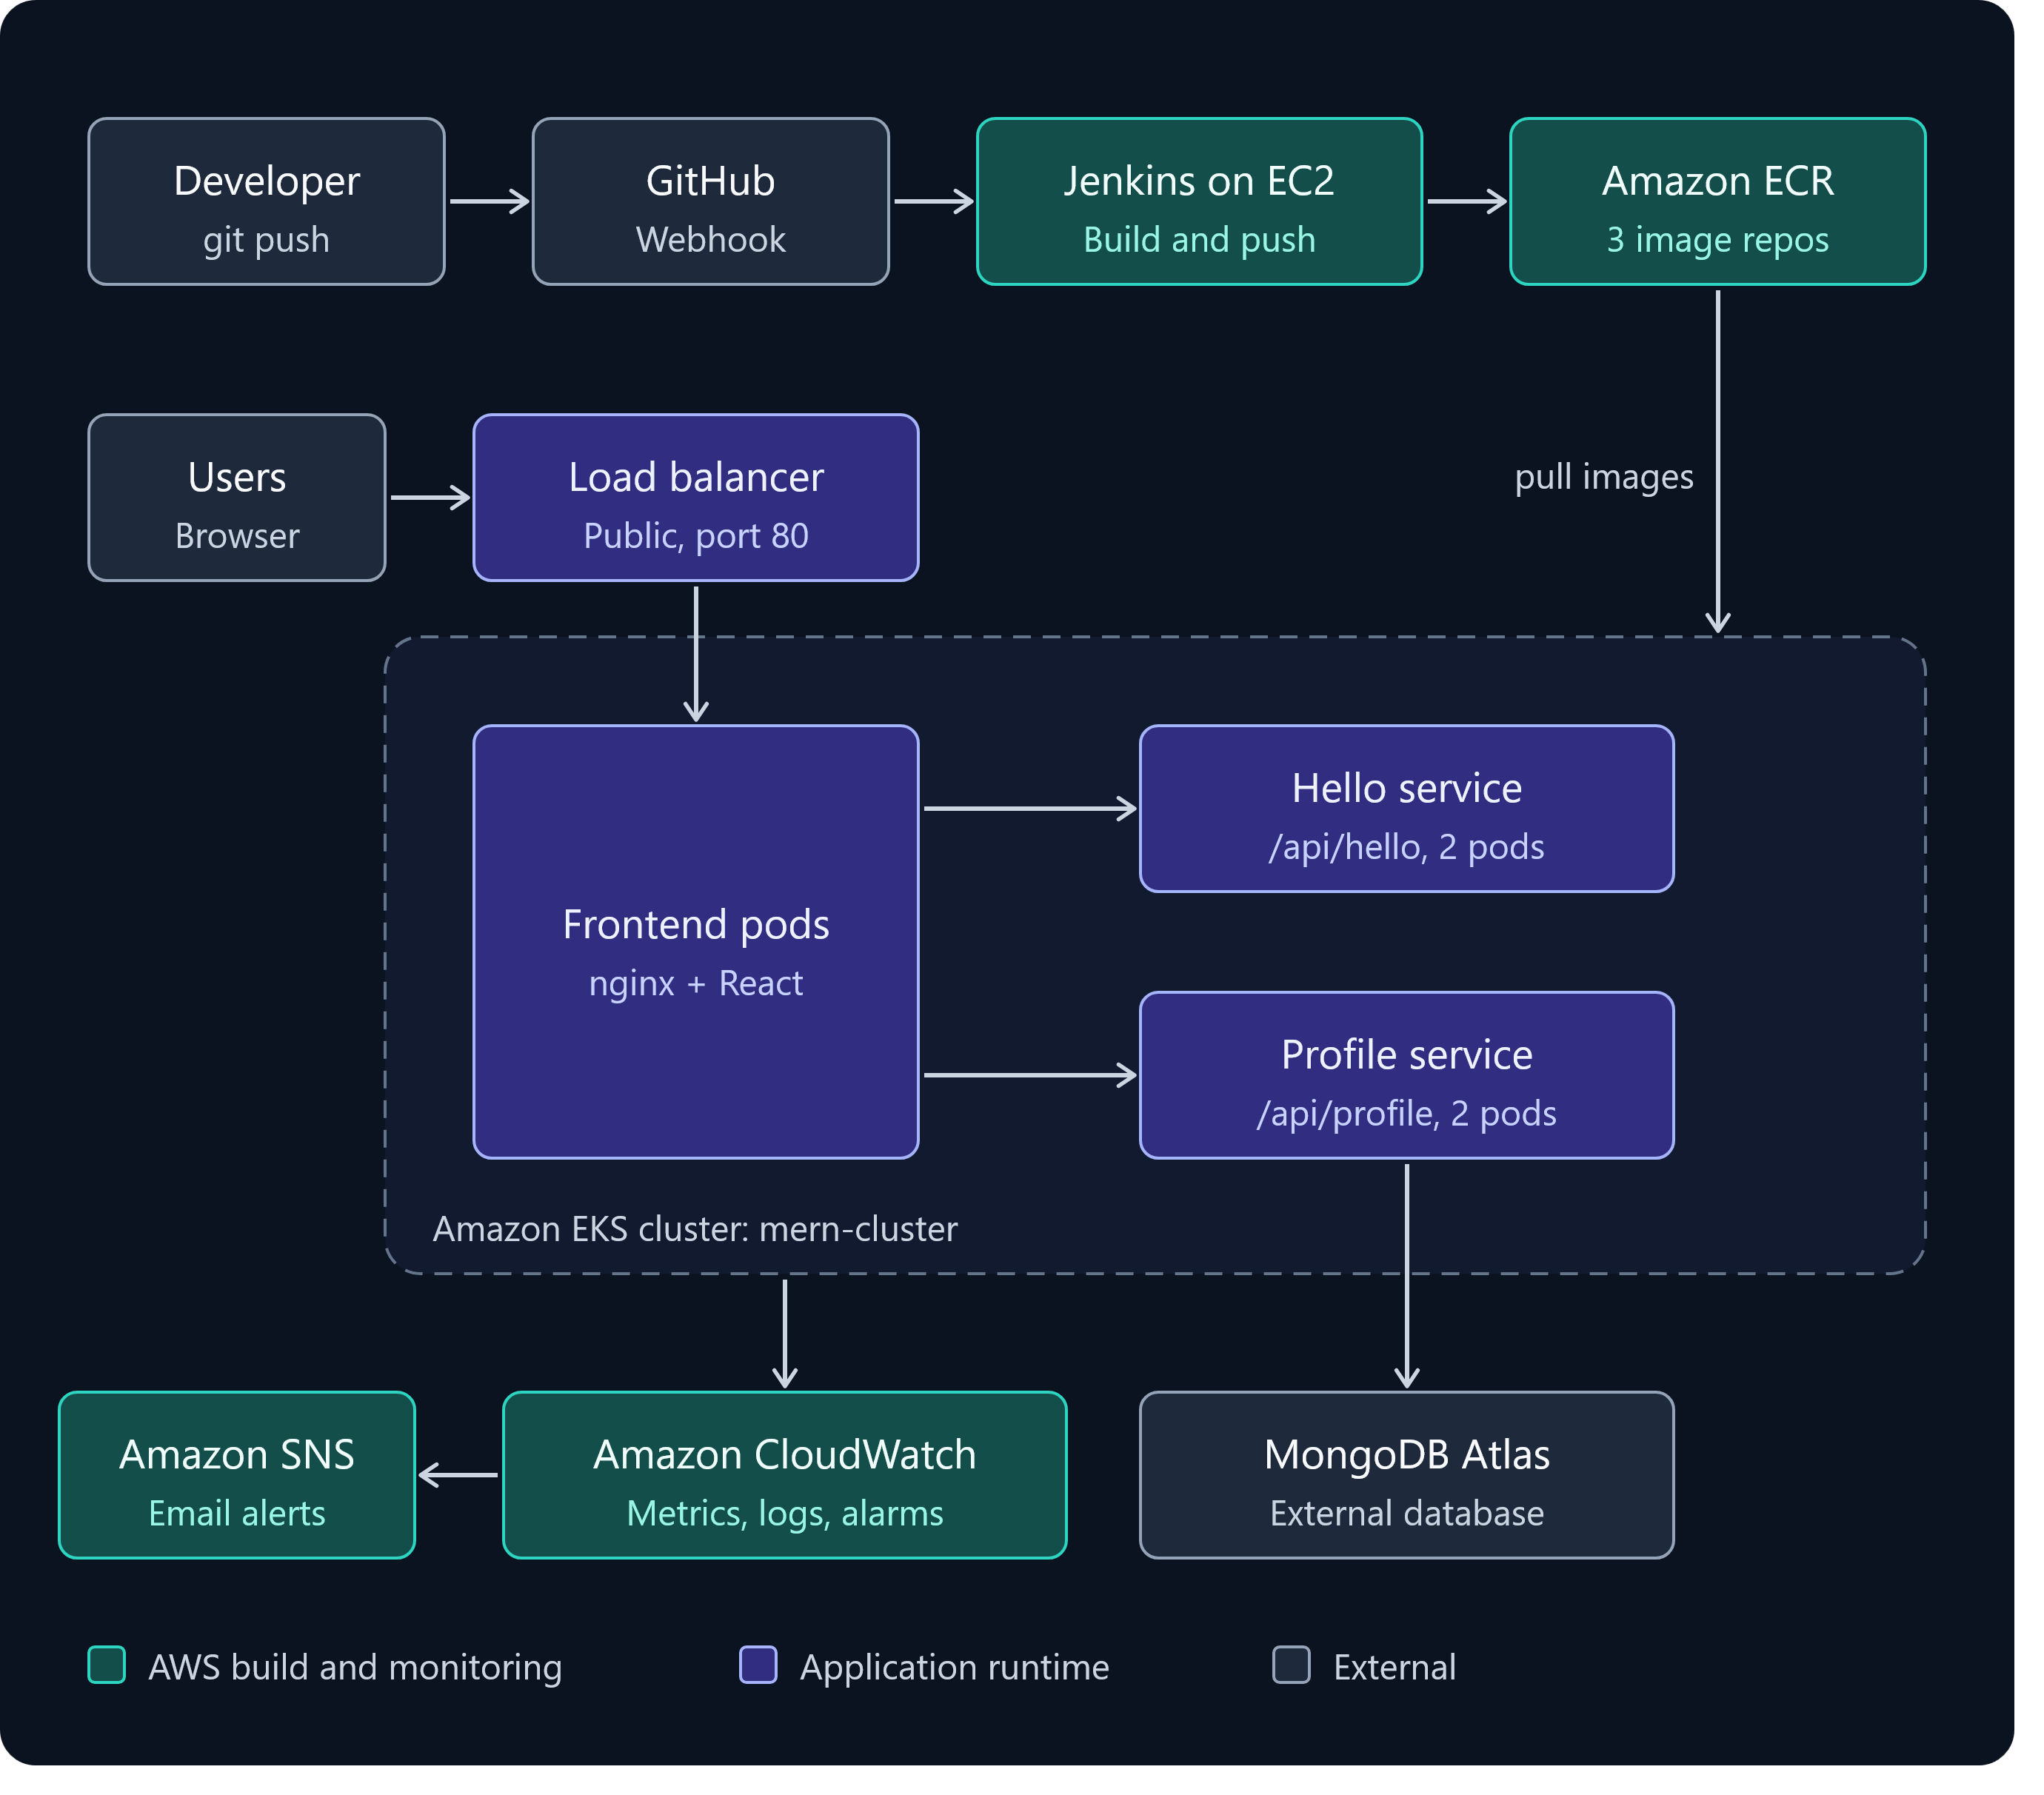 Developer
git push
GitHub
Webhook
Jenkins on EC2
Build and push
Amazon ECR
3 image repos
Users
Browser
Load balancer
Public, port 80
pull images
Frontend pods
nginx + React
Hello service
/api/hello, 2 pods
Profile service
/api/profile, 2 pods
Amazon EKS cluster: mern-cluster
Amazon SNS
Email alerts
Amazon CloudWatch
Metrics, logs, alarms
MongoDB Atlas
External database
AWS build and monitoring
Application runtime
External